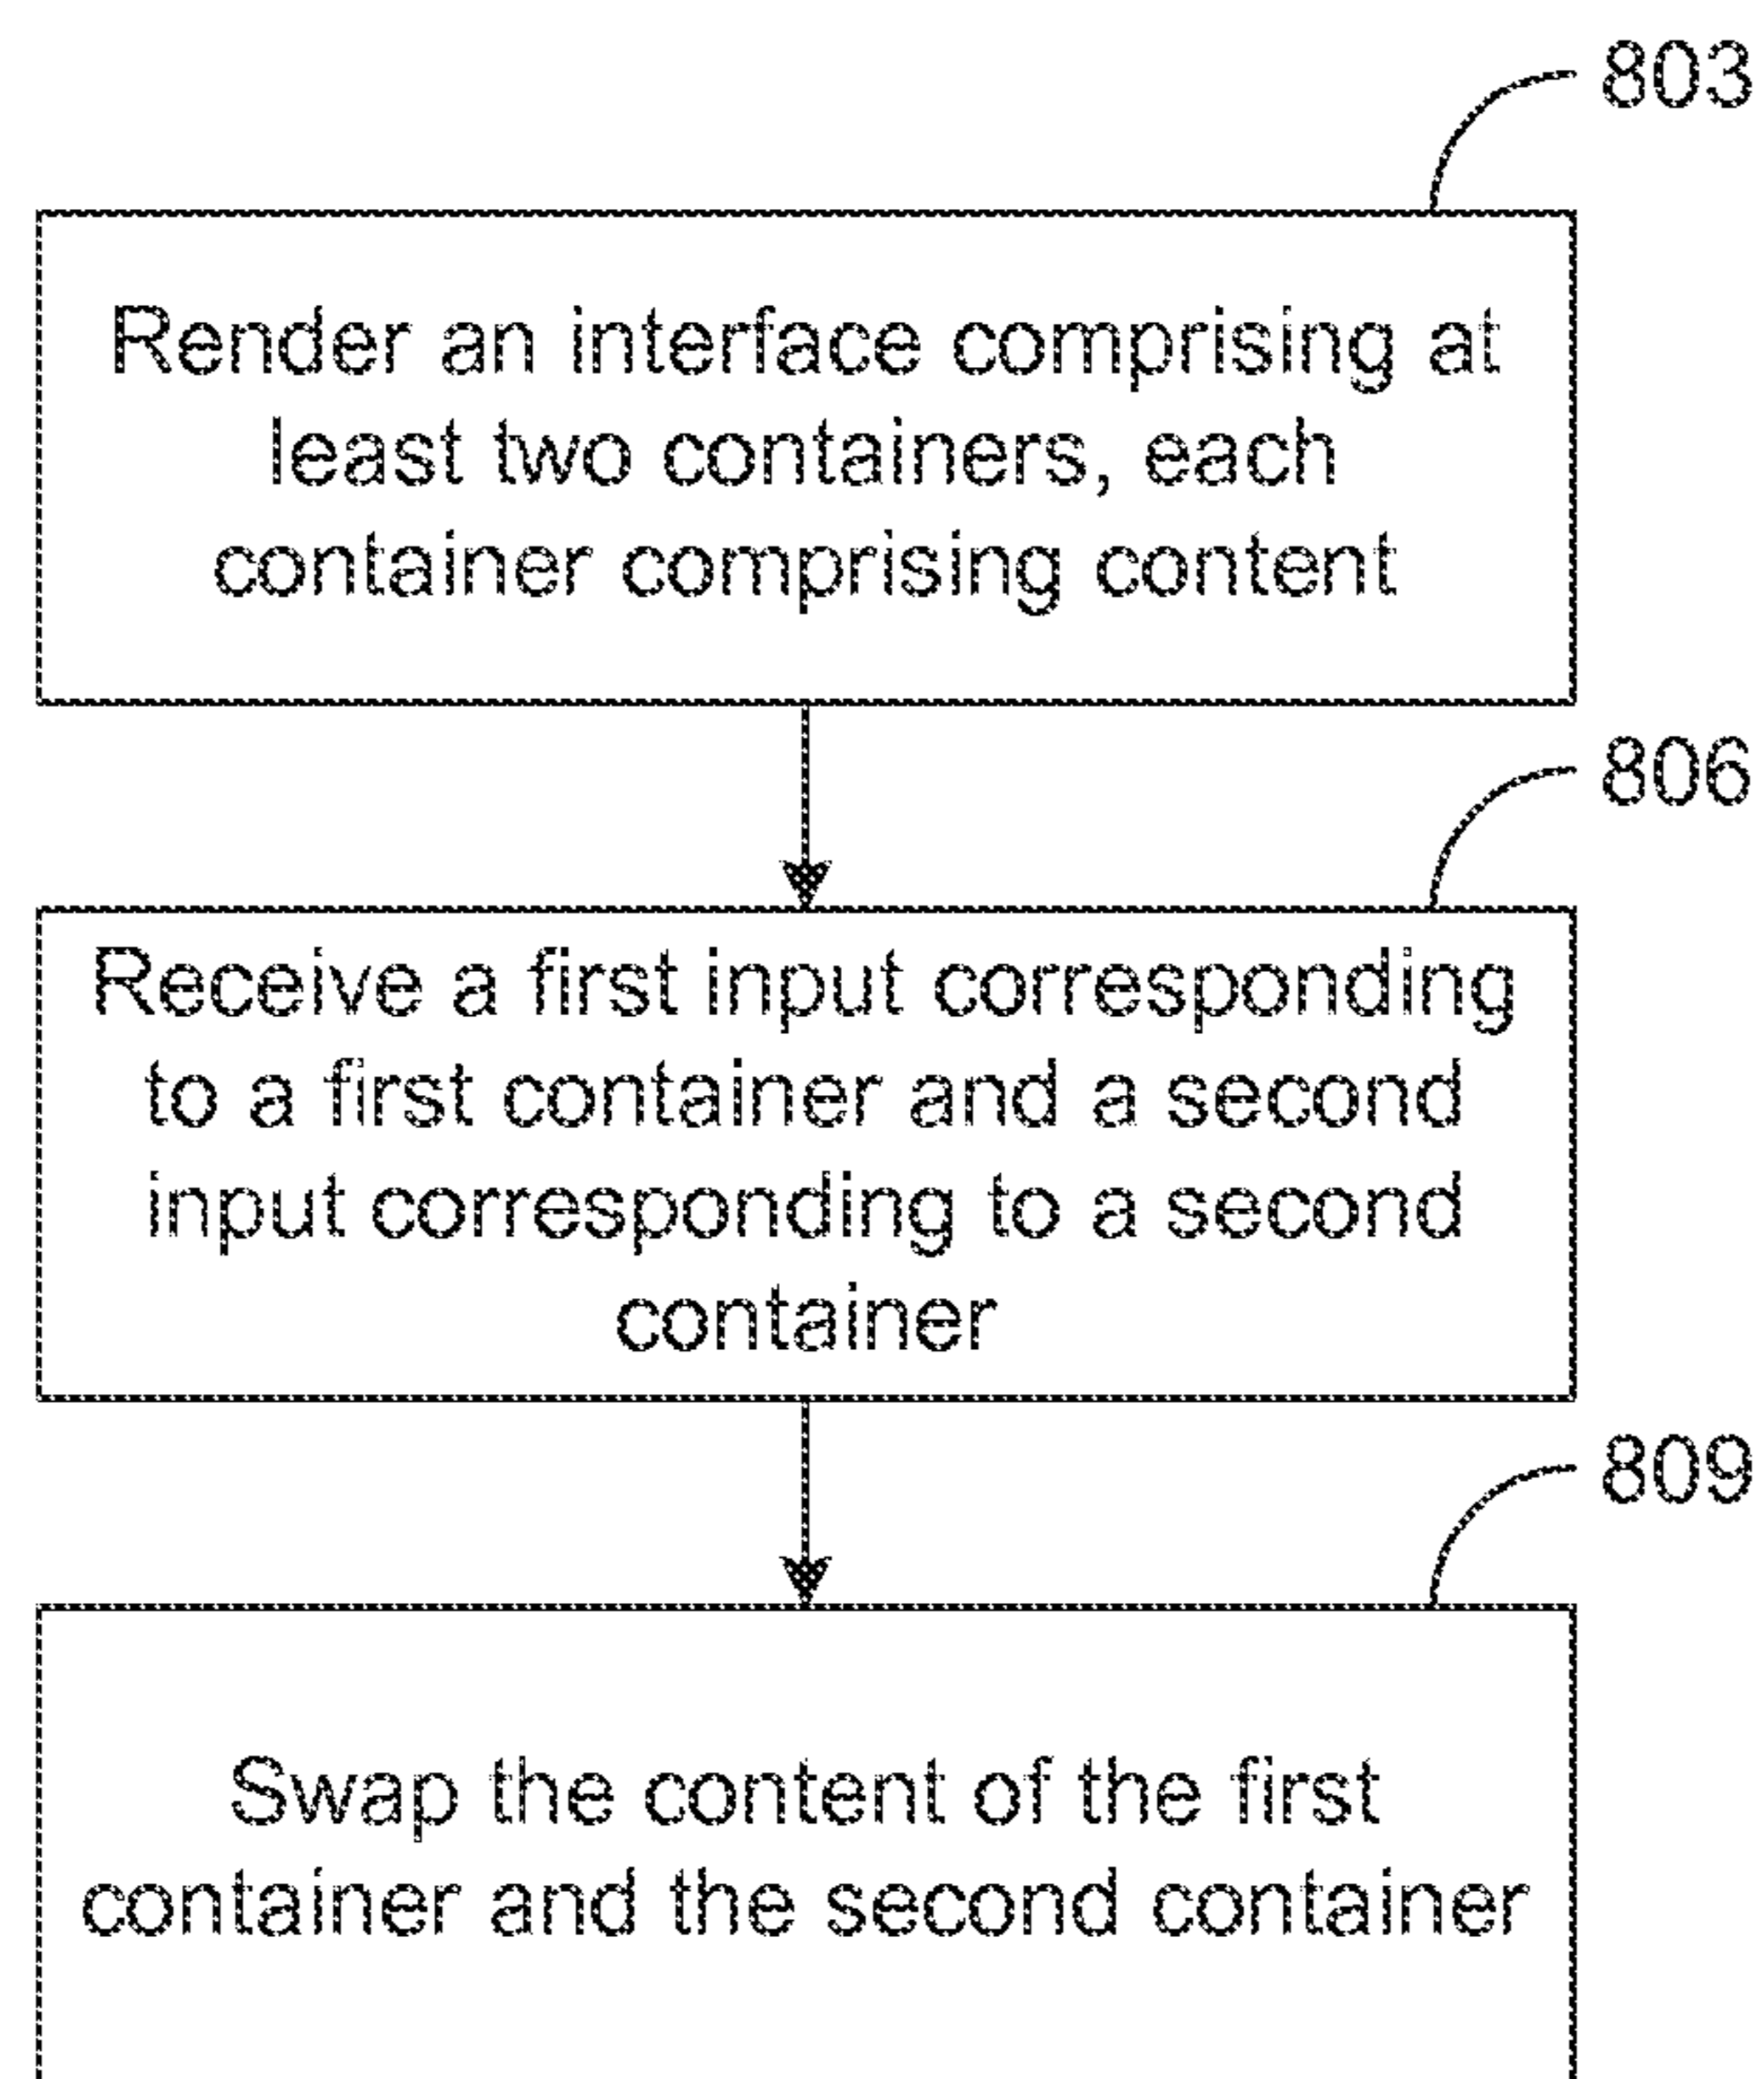 803
Render an interface comprising at
least two containers, each
container comprising content
806
Receive a first input corresponding
to a first container and a second
input corresponding to a second
container
809
Swap the content of the first
container and the second container